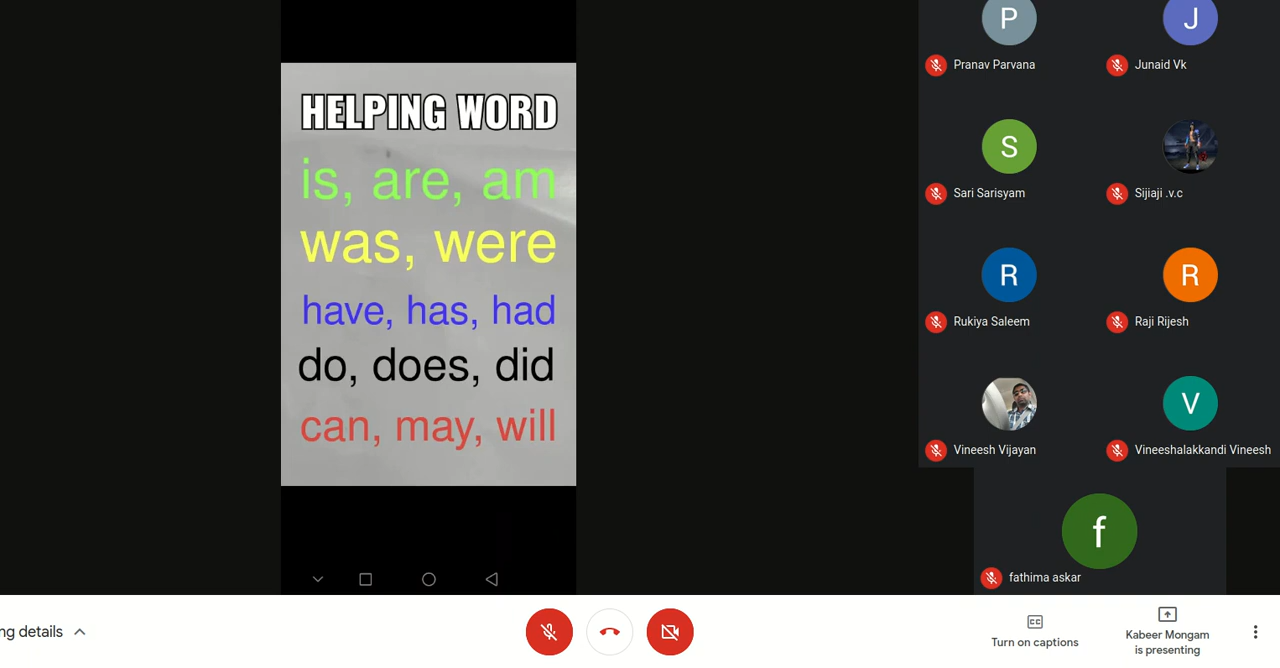 HELPING WORD
is, are, am
was, were
have, has, had
do, does, did
can, may, will
P
Pranav Parvana
J
Junaid Vk
S
Sari Sarisyam
Sijiaji .v.c
R
Rukiya Saleem
R
Raji Rijesh
Vineesh Vijayan
V
Vineeshalakkandi Vineesh
f
fathima askar
ng details
CC
Turn on captions
Kabeer Mongam
is presenting